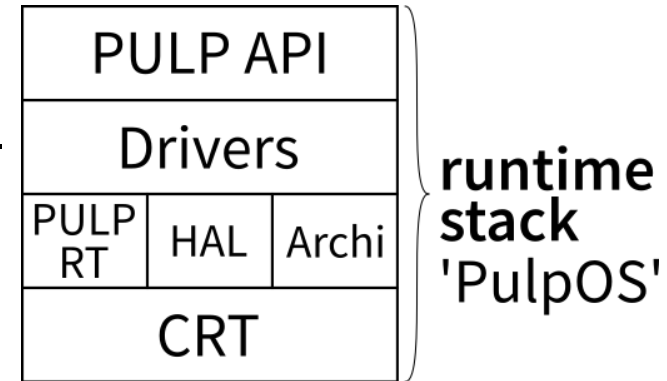 PULP API
Drivers
PULP
RT
HAL
Archi
CRT
runtime
stack
'PulpOS'